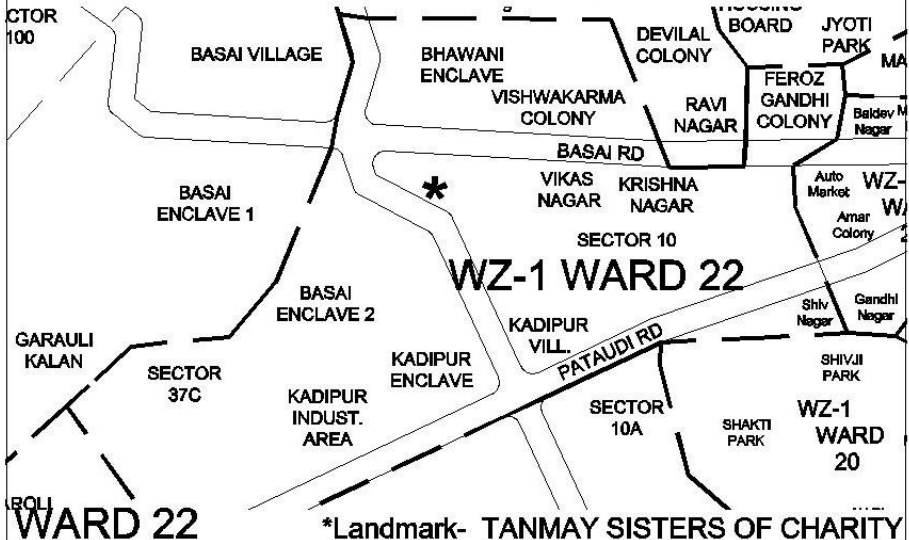 CTOR
100
BASAI VILLAGE
BHAWANI
ENCLAVE
VISHWAKARMA
COLONY
DEVILAL
COLONY
HOUSING
BOARD
JYOTI
PARK
MA
RAVI
NAGAR
FEROZ
GANDHI
COLONY
Baldev M
Nagar
BASAI RD
BASAI
ENCLAVE 1
*
VIKAS
NAGAR
KRISHNA
NAGAR
Auto
Market
WZ-
Amar
Colony
SECTOR 10
WZ-1 WARD 22
BASAI
ENCLAVE 2
Shiv
Nagar
Gandhi
Nagar
GARAULI
KALAN
SECTOR
37C
KADIPUR
VILL.
PATAUDI RD
KADIPUR
ENCLAVE
KADIPUR
INDUST.
AREA
SECTOR
10A
SHIVJI
PARK
SHAKTI
PARK
WZ-1
WARD
20
WARD 22
*Landmark- TANMAY SISTERS OF CHARITY